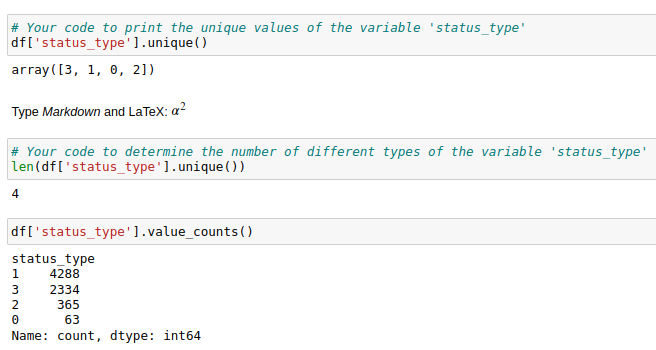 # Your code to print the unique values of the variable 'status_type'
df['status_type'].unique()
array([3, 1, 0, 2])
Type Markdown and LaTeX: α²
# Your code to determine the number of different types of the variable 'status_type'
len(df['status_type'].unique())
4
df['status_type'].value_counts()
status_type
1    4288
3    2334
2     365
0      63
Name: count, dtype: int64